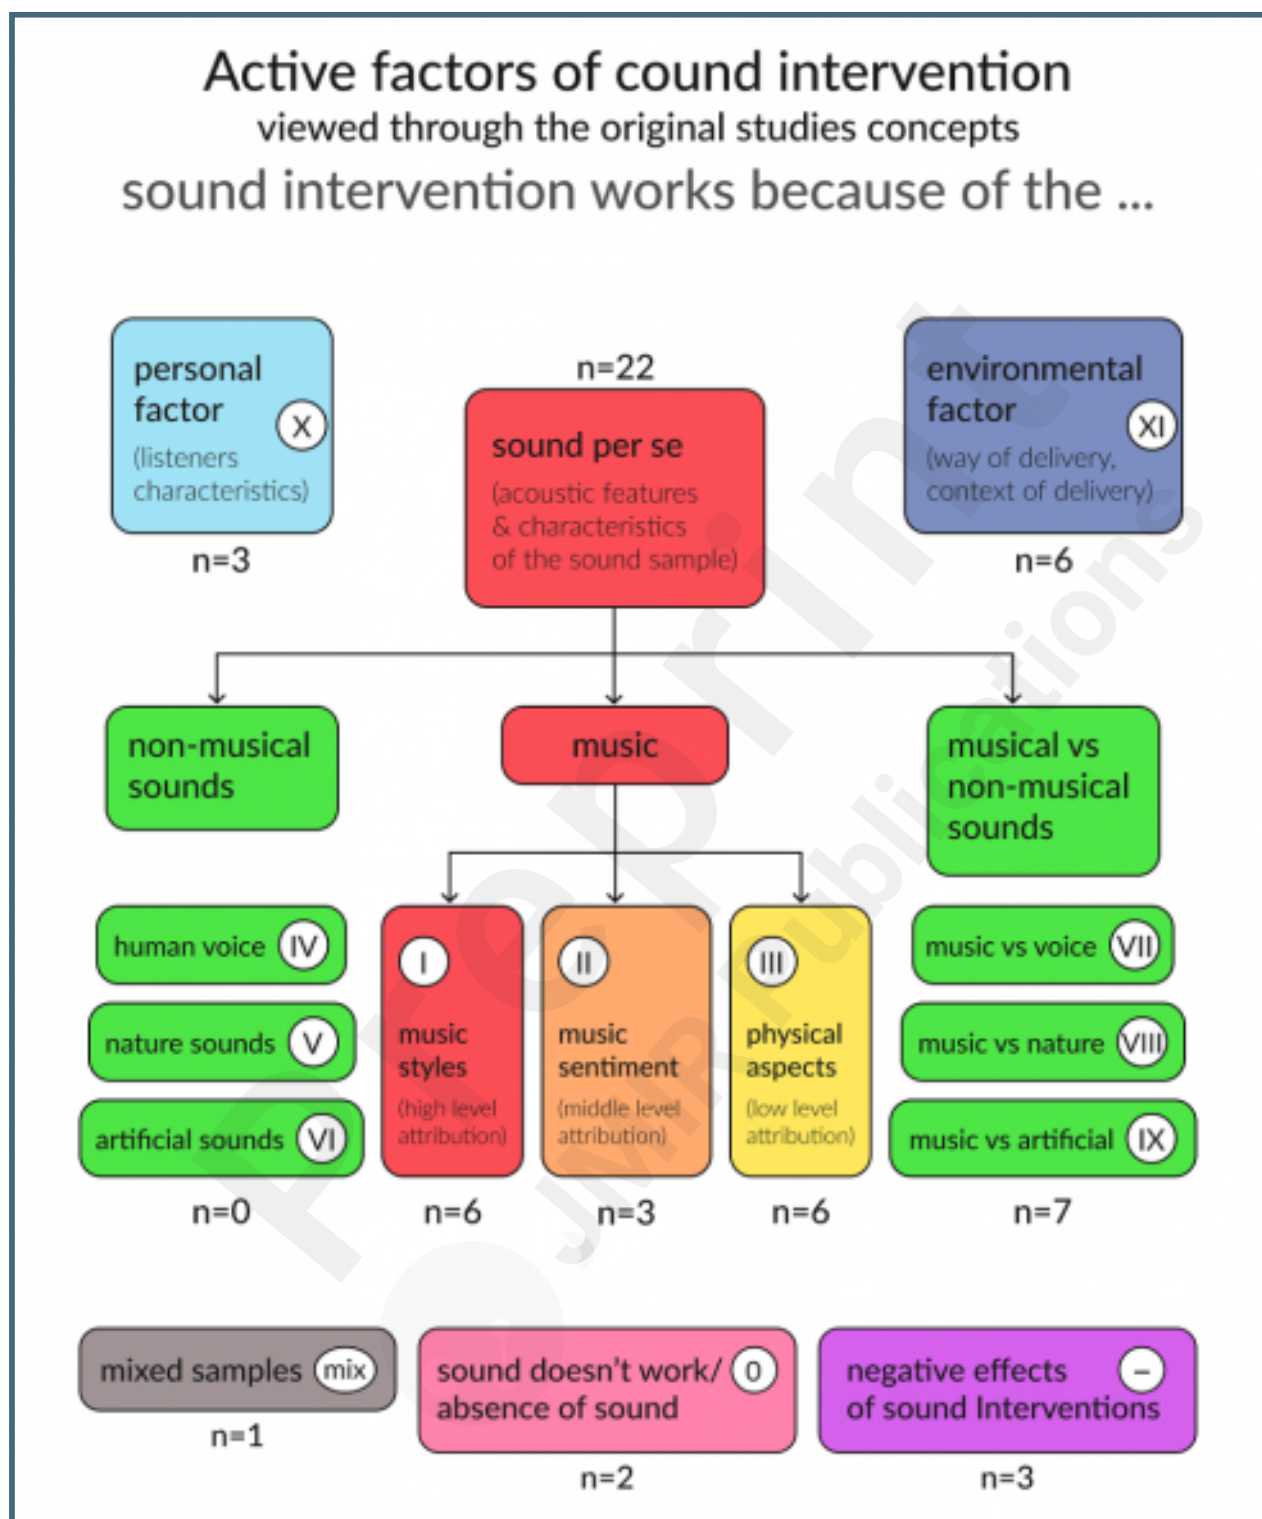 Active factors of cound intervention
viewed through the original studies concepts
sound intervention works because of the ...
personal
factor
X
(listeners
characteristics)
n=3
n=22
sound per se
(acoustic features
& characteristics
of the sound sample)
environmental
factor
XI
(way of delivery,
context of delivery)
n=6
non-musical
sounds
music
musical vs
non-musical
sounds
human voice IV
nature sounds V
artificial sounds VI
n=0
I
music
styles
(high level
attribution)
n=6
II
music
sentiment
(middle level
attribution)
n=3
III
physical
aspects
(low level
attribution)
n=6
music vs voice VII
music vs nature VIII
music vs artificial IX
n=7
mixed samples mix
n=1
sound doesn't work/ 0
absence of sound
n=2
negative effects –
of sound Interventions
n=3
Preprint
JMIR Publications